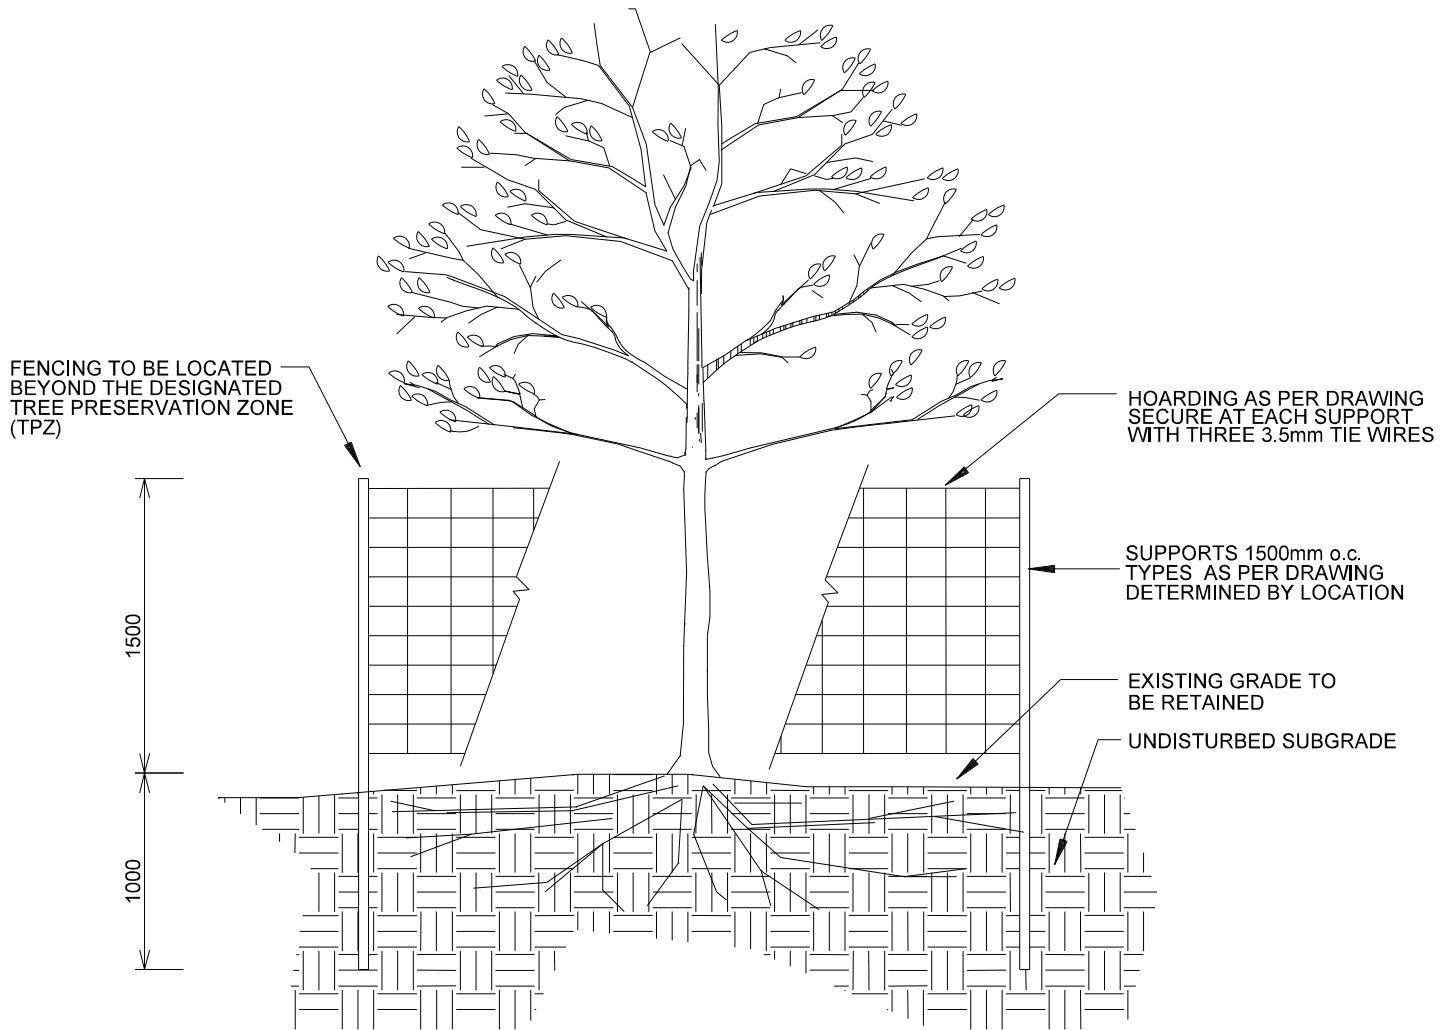 FENCING TO BE LOCATED
BEYOND THE DESIGNATED
TREE PRESERVATION ZONE
(TPZ)
HOARDING AS PER DRAWING
SECURE AT EACH SUPPORT
WITH THREE 3.5mm TIE WIRES
SUPPORTS 1500mm o.c.
TYPES AS PER DRAWING
DETERMINED BY LOCATION
1500
EXISTING GRADE TO
BE RETAINED
UNDISTURBED SUBGRADE
1000